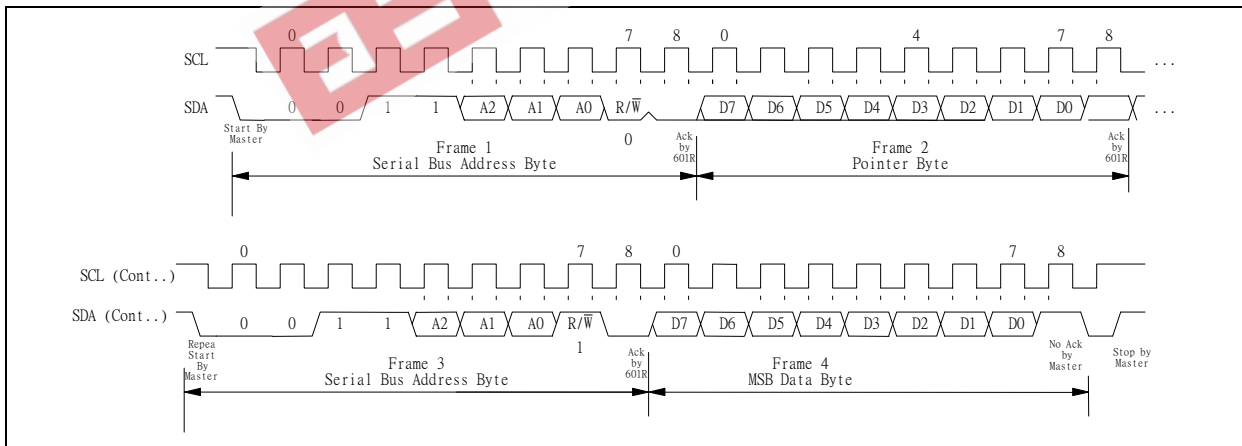 0 7 8 0 4 7 8
SCL ...
SDA 0 0 1 1 A2 A1 A0 R/W̅ D7 D6 D5 D4 D3 D2 D1 D0 ...
0
Start By
Master
Ack
by
601R
Ack
by
601R
Frame 1
Serial Bus Address Byte
Frame 2
Pointer Byte
0 7 8 0 7 8
SCL (Cont..)
SDA (Cont..) 0 0 1 1 A2 A1 A0 R/W̅ D7 D6 D5 D4 D3 D2 D1 D0
1
Repea
Start
By
Master
Ack
by
601R
No Ack
by
Master
Stop by
Master
Frame 3
Serial Bus Address Byte
Frame 4
MSB Data Byte